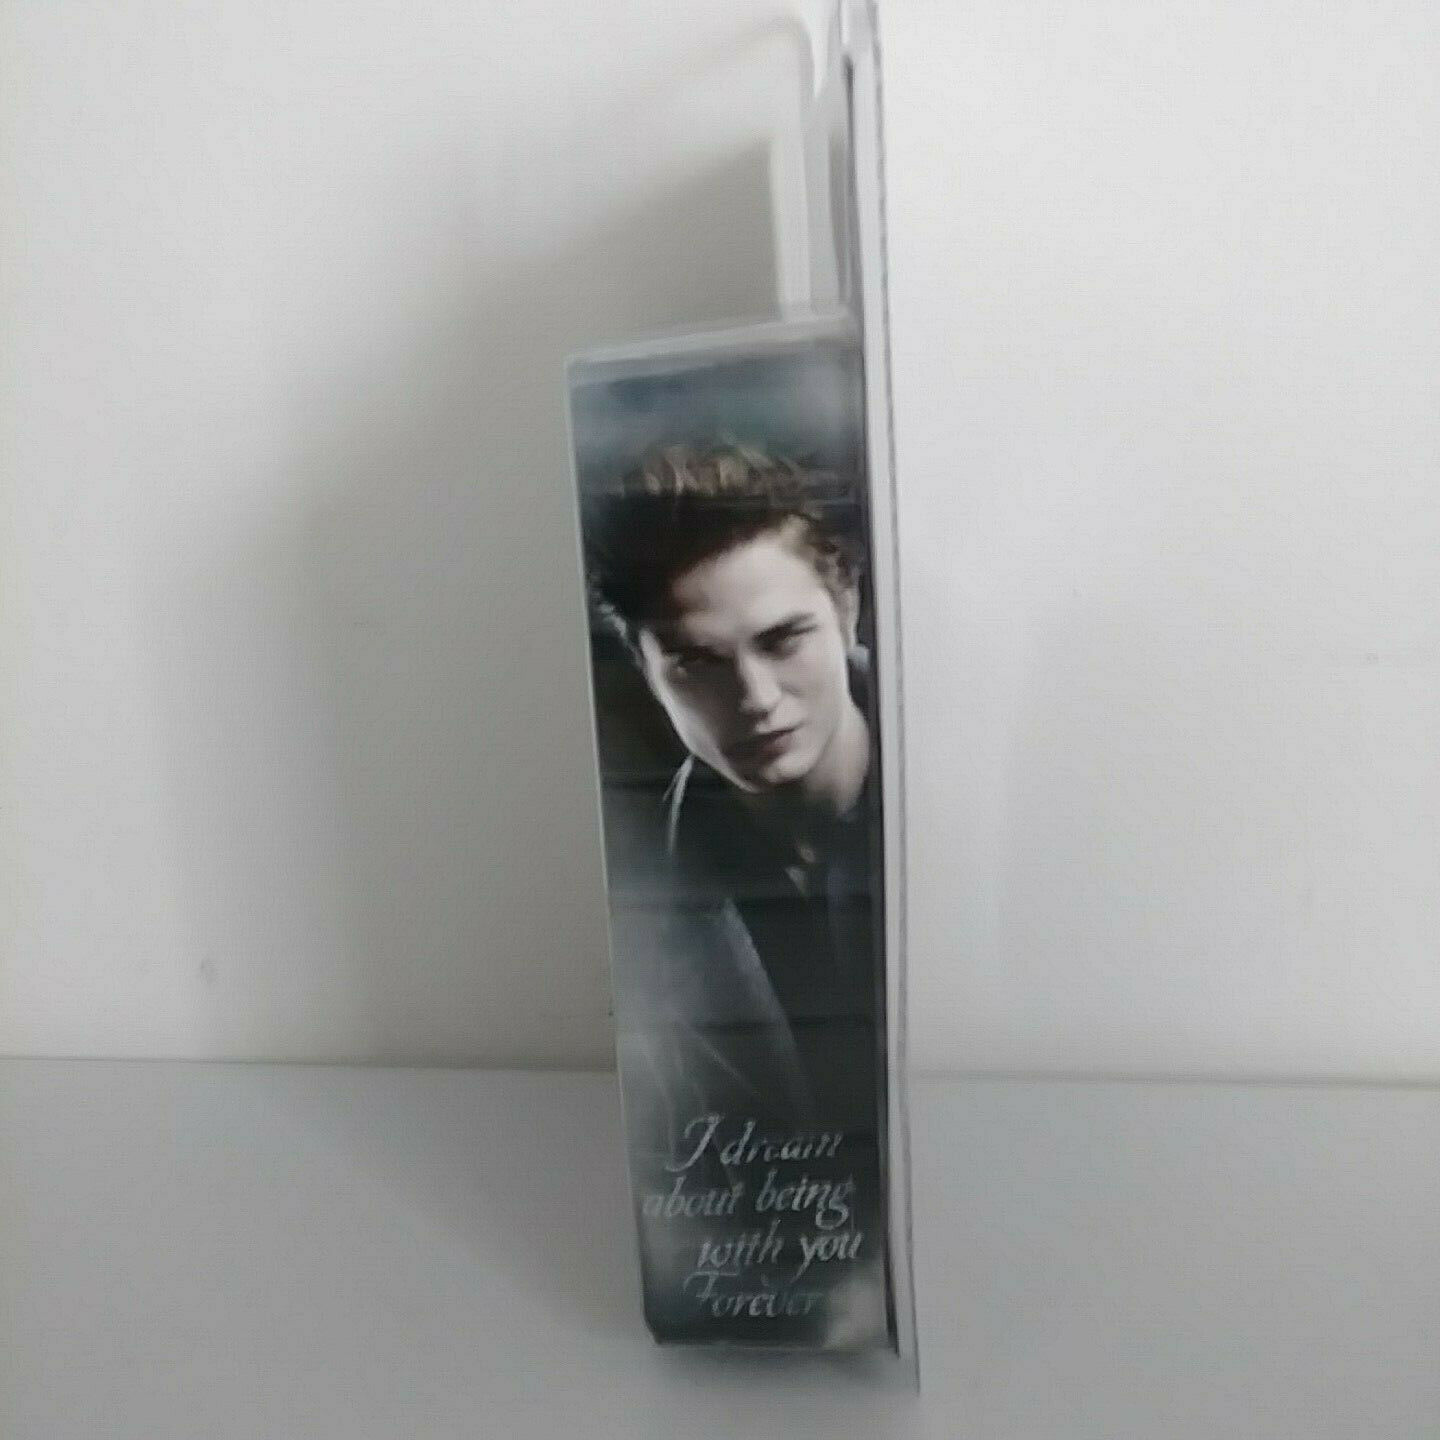 I dream
about being
with you
Forever